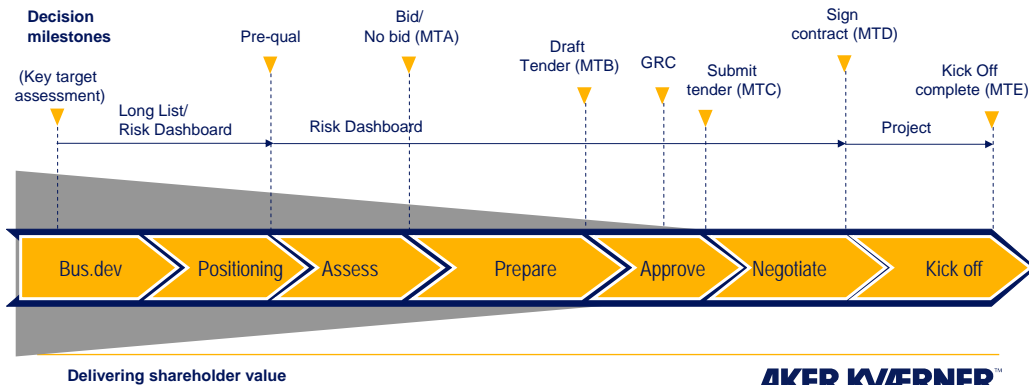 Decision
milestones
(Key target
assessment)
Pre-qual
Bid/
No bid (MTA)
Draft
Tender (MTB)
GRC
Submit
tender (MTC)
Sign
contract (MTD)
Kick Off
complete (MTE)
Long List/
Risk Dashboard
Risk Dashboard
Project
Bus.dev
Positioning
Assess
Prepare
Approve
Negotiate
Kick off
Delivering shareholder value
AKER KVÆRNER™